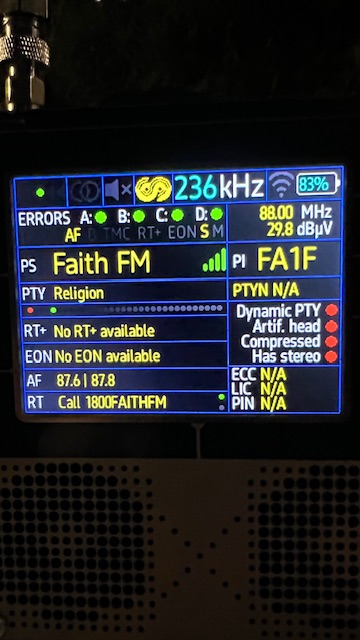 236kHz 83%
ERRORS A: B: C: D: 88.00 MHz
AF TMC RT+ EON S M 29.8 dBμV
PS Faith FM PI FA1F
PTY Religion PTYN N/A
Dynamic PTY
RT+ No RT+ available Artif. head
Compressed
EON No EON available Has stereo
AF 87.6 | 87.8 ECC N/A
LIC N/A
RT Call 1800FAITHFM PIN N/A